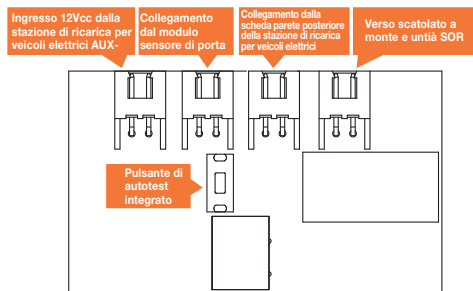 Ingresso 12Vcc dalla
stazione di ricarica per
veicoli elettrici AUX-
Collegamento
dal modulo
sensore di porta
Collegamento dalla
scheda parete posteriore
della stazione di ricarica
per veicoli elettrici
Verso scatolato a
monte e untià SOR
Pulsante di
autotest
integrato